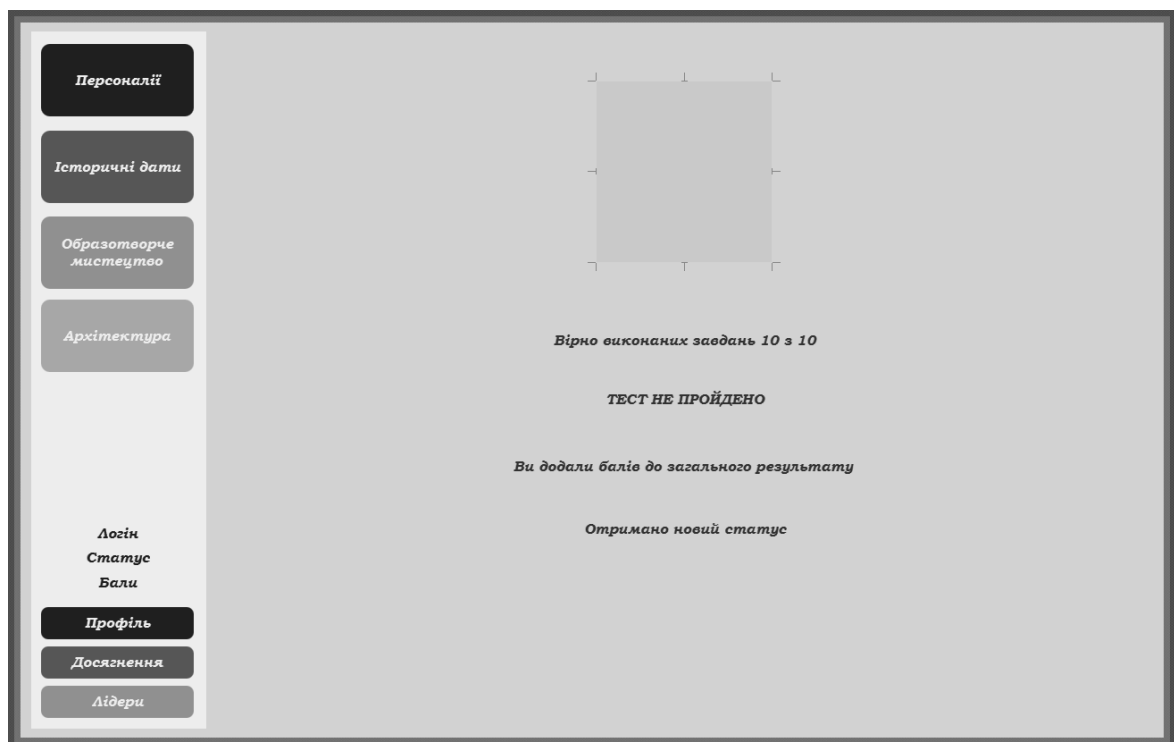 Персоналії
Історичні дати
Образотворче
мистецтво
Архітектура
Логін
Статус
Бали
Профіль
Досягнення
Лідери
Вірно виконаних завдань 10 з 10
ТЕСТ НЕ ПРОЙДЕНО
Ви додали балів до загального результату
Отримано новий статус